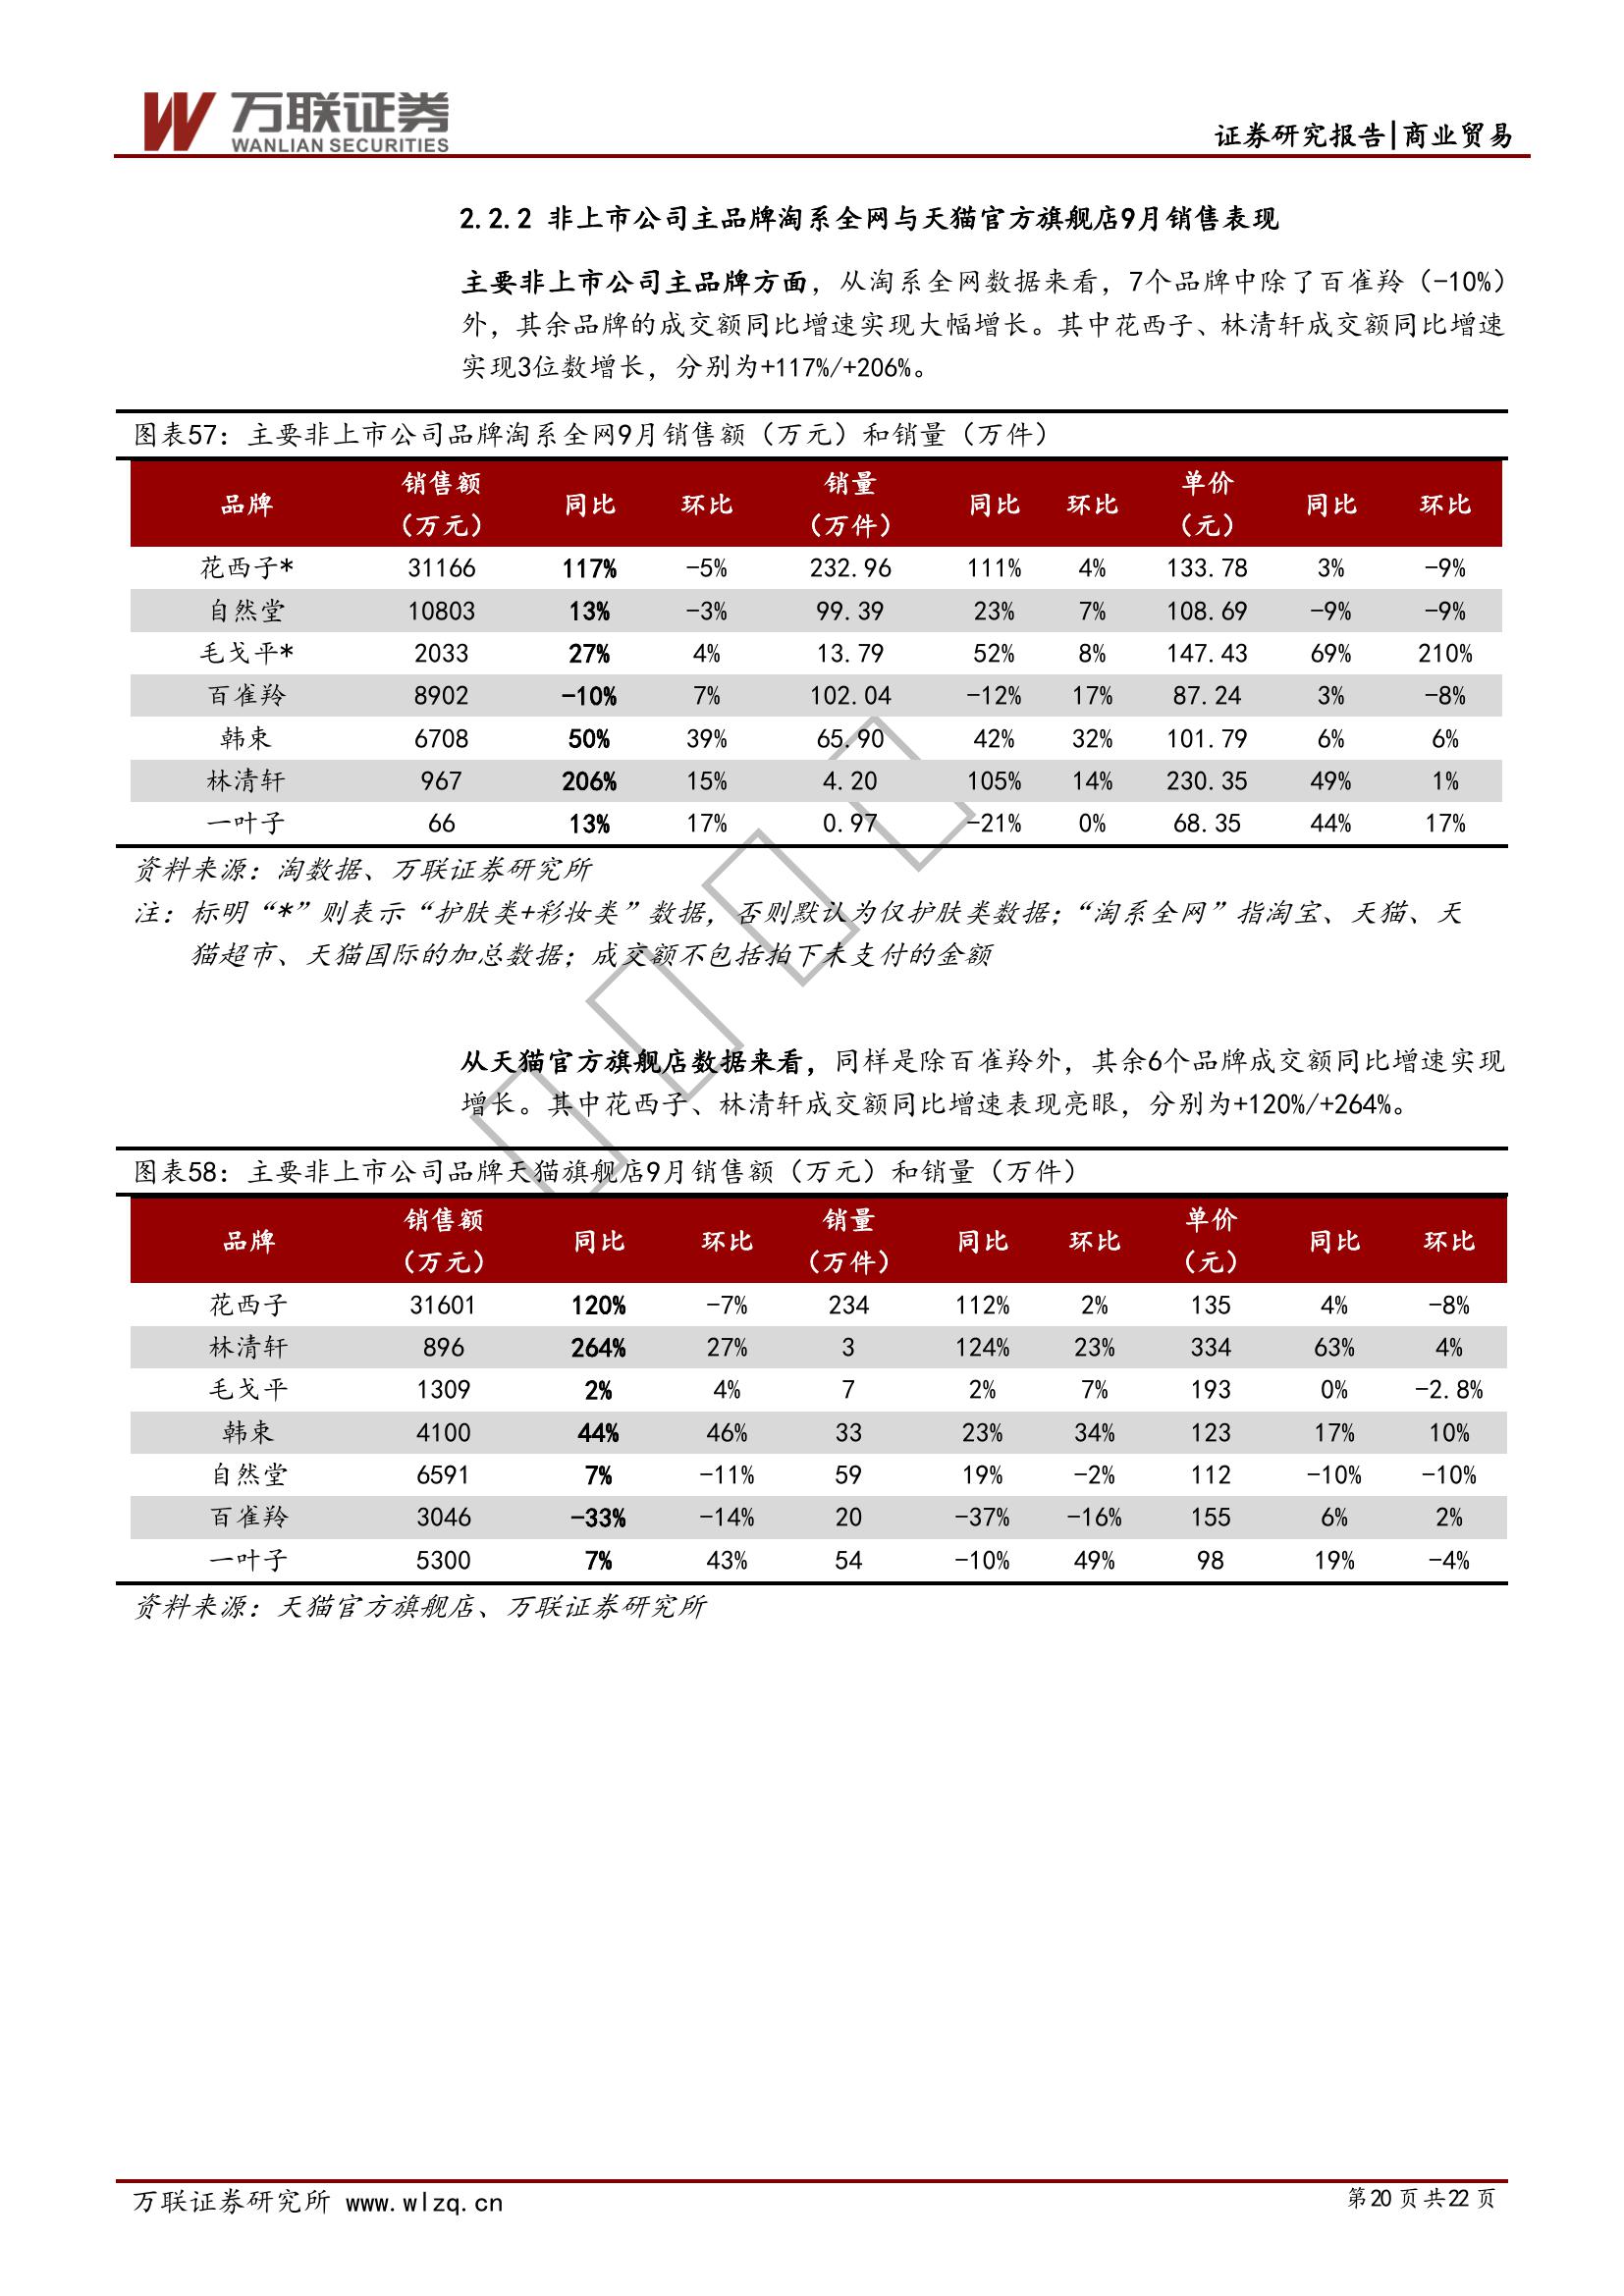 万联证券
WANLIAN SECURITIES
证券研究报告|商业贸易
2.2.2 非上市公司主品牌淘系全网与天猫官方旗舰店9月销售表现
主要非上市公司主品牌方面，从淘系全网数据来看，7个品牌中除了百雀羚（-10%）
外，其余品牌的成交额同比增速实现大幅增长。其中花西子、林清轩成交额同比增速
实现3位数增长，分别为+117%/+206%。
图表57：主要非上市公司品牌淘系全网9月销售额（万元）和销量（万件）
品牌 销售额（万元） 同比 环比 销量（万件） 同比 环比 单价（元） 同比 环比
花西子* 31166 117% -5% 232.96 111% 4% 133.78 3% -9%
自然堂 10803 13% -3% 99.39 23% 7% 108.69 -9% -9%
毛戈平* 2033 27% 4% 13.79 52% 8% 147.43 69% 210%
百雀羚 8902 -10% 7% 102.04 -12% 17% 87.24 3% -8%
韩束 6708 50% 39% 65.90 42% 32% 101.79 6% 6%
林清轩 967 206% 15% 4.20 105% 14% 230.35 49% 1%
一叶子 66 13% 17% 0.97 -21% 0% 68.35 44% 17%
资料来源：淘数据、万联证券研究所
注：标明“*”则表示“护肤类+彩妆类”数据，否则默认为仅护肤类数据；“淘系全网”指淘宝、天猫、天
猫超市、天猫国际的加总数据；成交额不包括拍下未支付的金额
从天猫官方旗舰店数据来看，同样是除百雀羚外，其余6个品牌成交额同比增速实现
增长。其中花西子、林清轩成交额同比增速表现亮眼，分别为+120%/+264%。
图表58：主要非上市公司品牌天猫旗舰店9月销售额（万元）和销量（万件）
品牌 销售额（万元） 同比 环比 销量（万件） 同比 环比 单价（元） 同比 环比
花西子 31601 120% -7% 234 112% 2% 135 4% -8%
林清轩 896 264% 27% 3 124% 23% 334 63% 4%
毛戈平 1309 2% 4% 7 2% 7% 193 0% -2.8%
韩束 4100 44% 46% 33 23% 34% 123 17% 10%
自然堂 6591 7% -11% 59 19% -2% 112 -10% -10%
百雀羚 3046 -33% -14% 20 -37% -16% 155 6% 2%
一叶子 5300 7% 43% 54 -10% 49% 98 19% -4%
资料来源：天猫官方旗舰店、万联证券研究所
万联证券研究所 www.wlzq.cn
第20页共22页